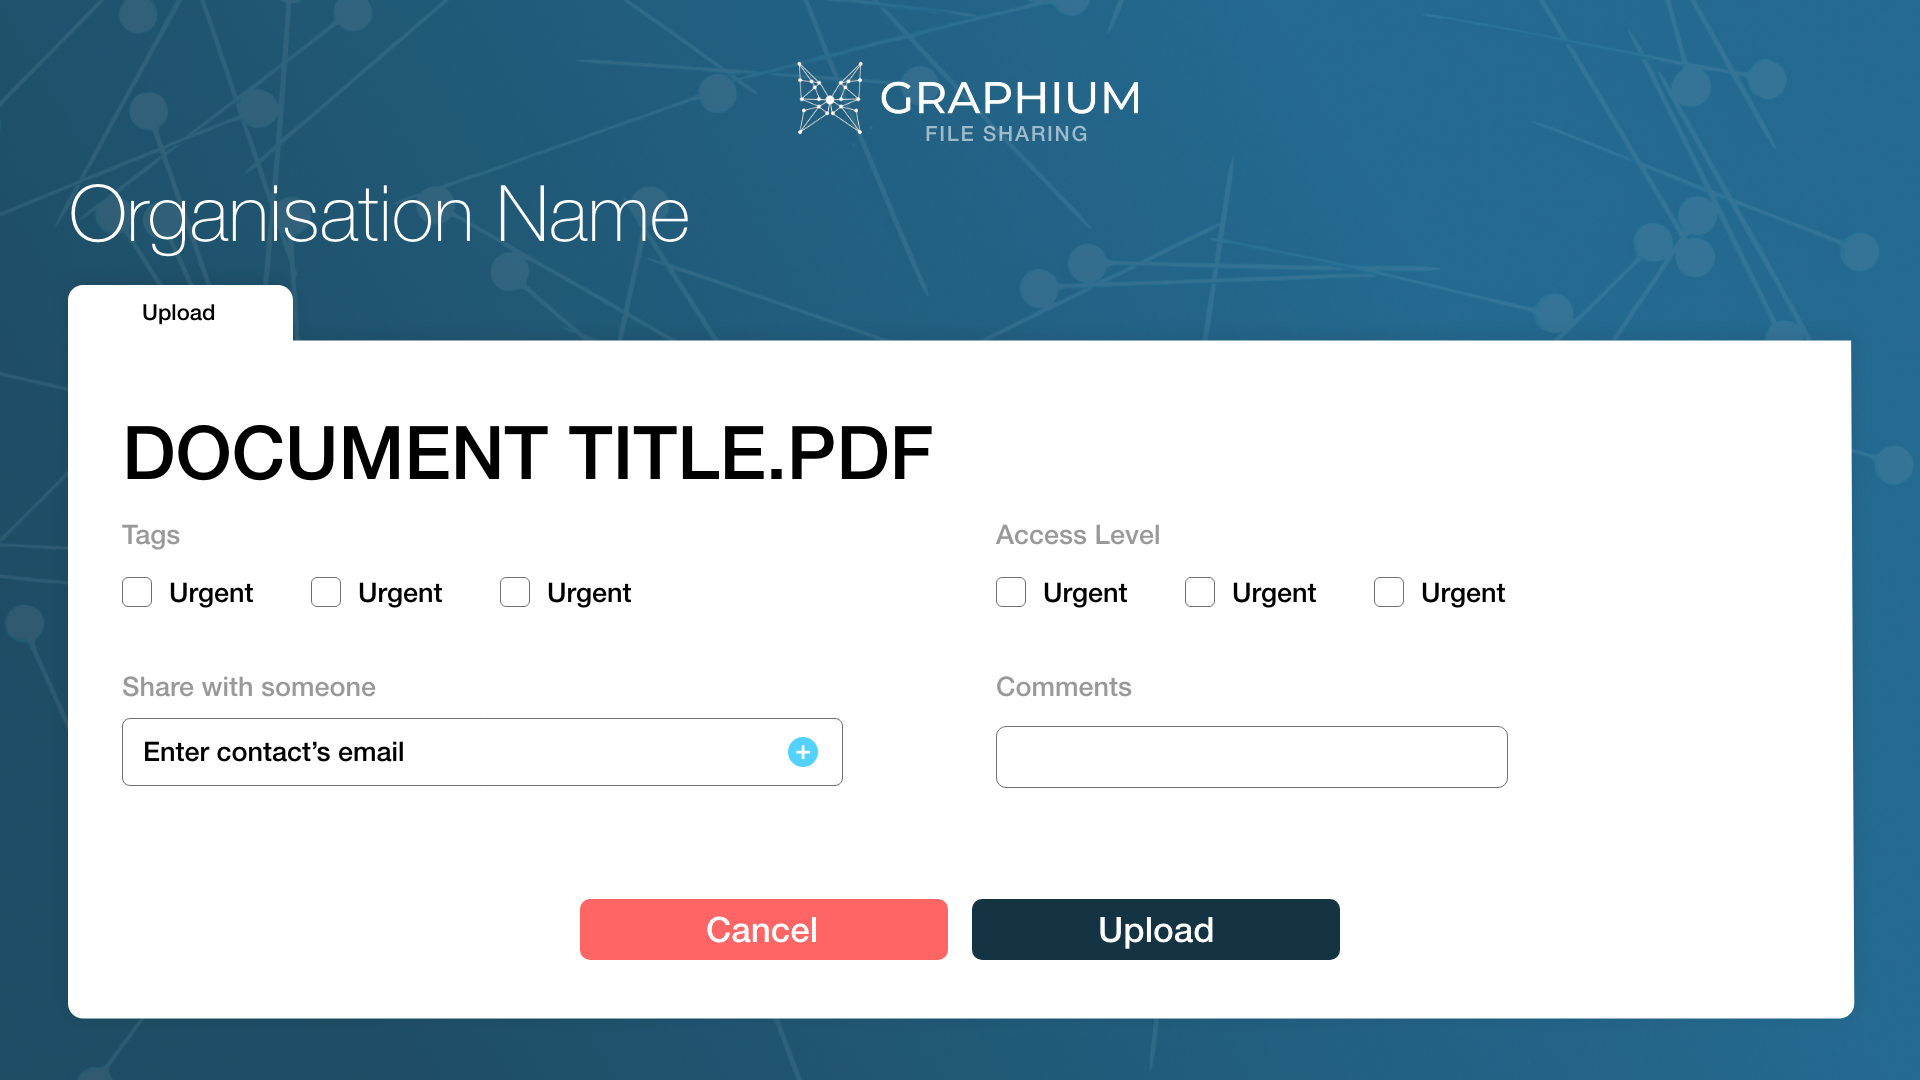 GRAPHIUM
FILE SHARING
Organisation Name
Upload
DOCUMENT TITLE.PDF
Tags
Urgent Urgent Urgent
Access Level
Urgent Urgent Urgent
Share with someone
Enter contact’s email
Comments
Cancel
Upload